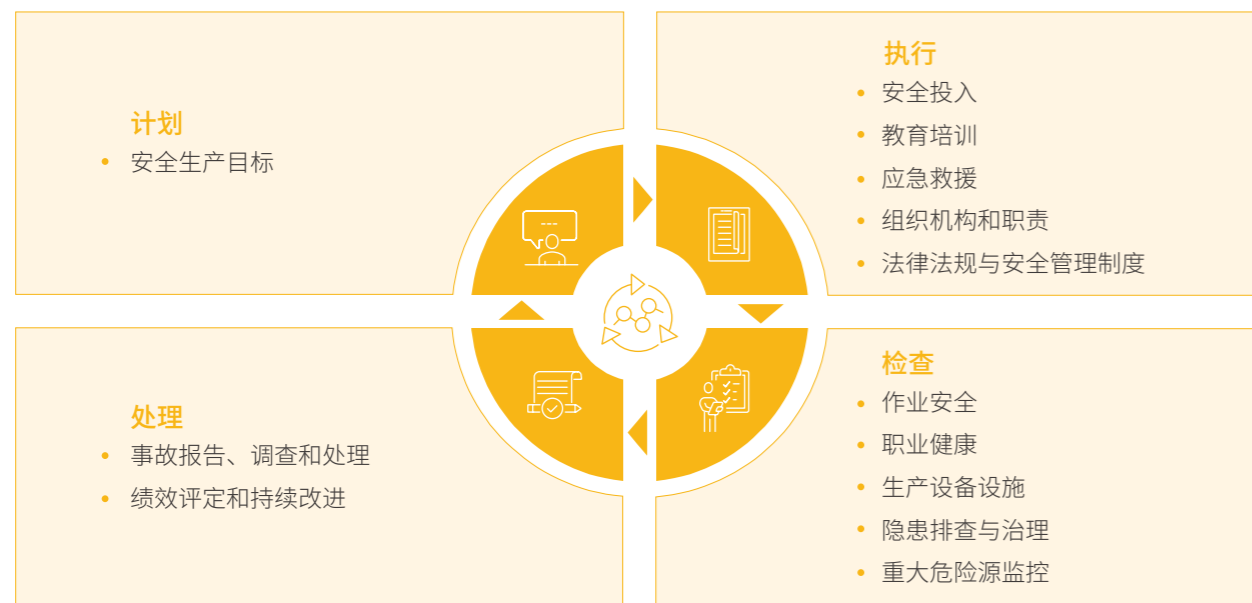 计划
安全生产目标
执行
安全投入
教育培训
应急救援
组织机构和职责
法律法规与安全管理制度
处理
事故报告、调查和处理
绩效评定和持续改进
检查
作业安全
职业健康
生产设备设施
隐患排查与治理
重大危险源监控